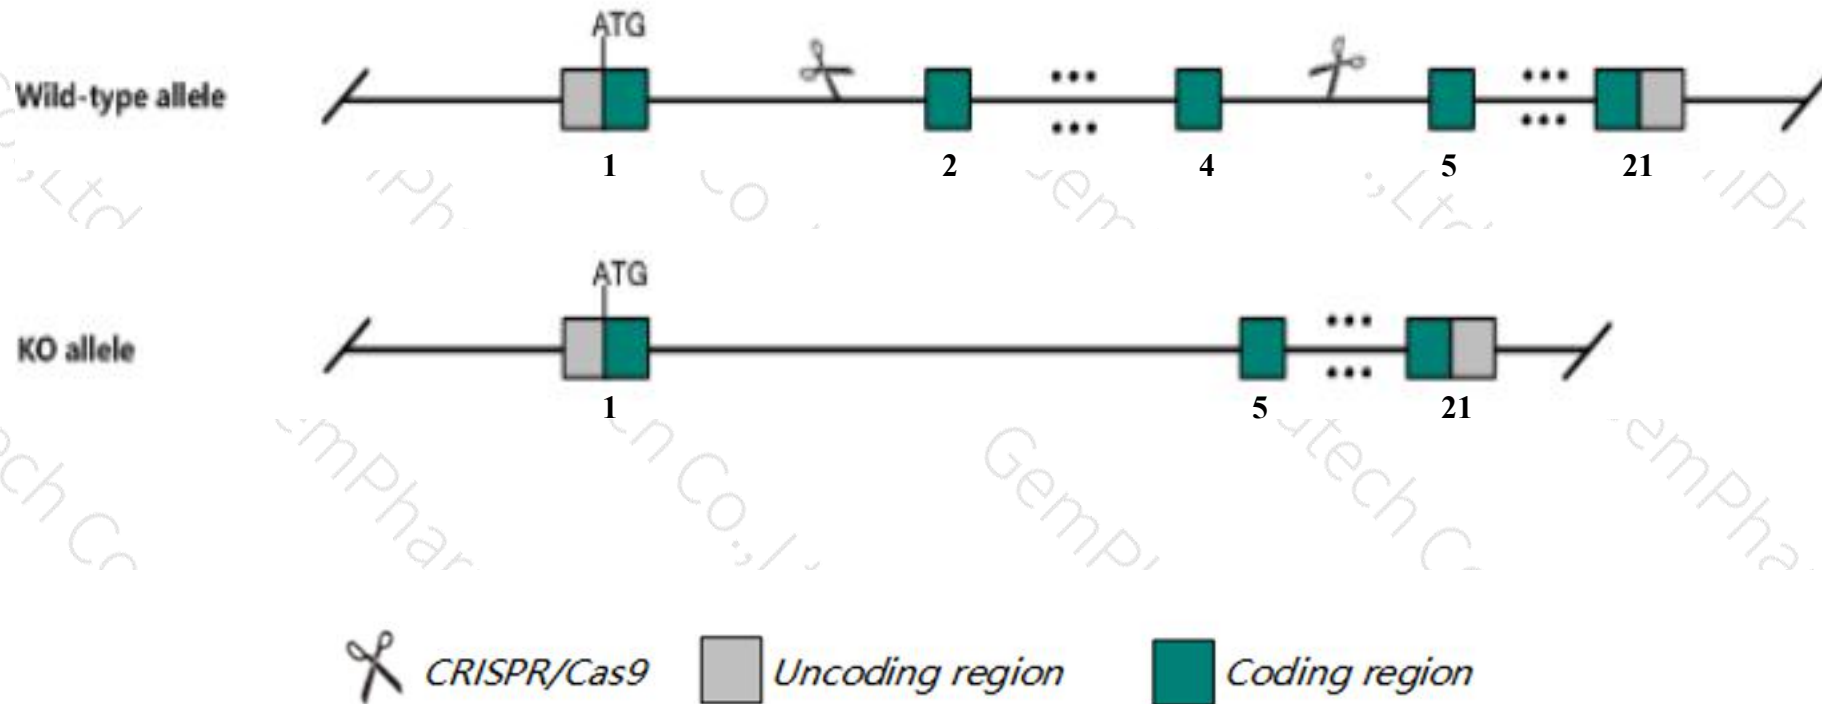 ATG
Wild-type allele
1 2 4 5 21
ATG
KO allele
1 5 21
CRISPR/Cas9 Uncoding region Coding region